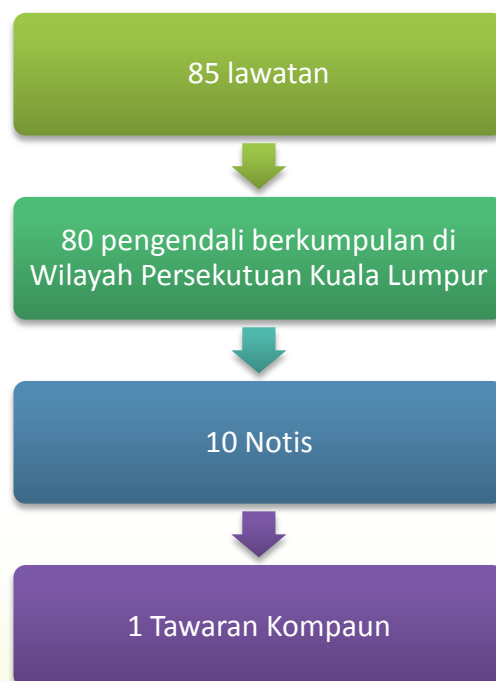 85 lawatan
80 pengendali berkumpulan di
Wilayah Persekutuan Kuala Lumpur
10 Notis
1 Tawaran Kompaun